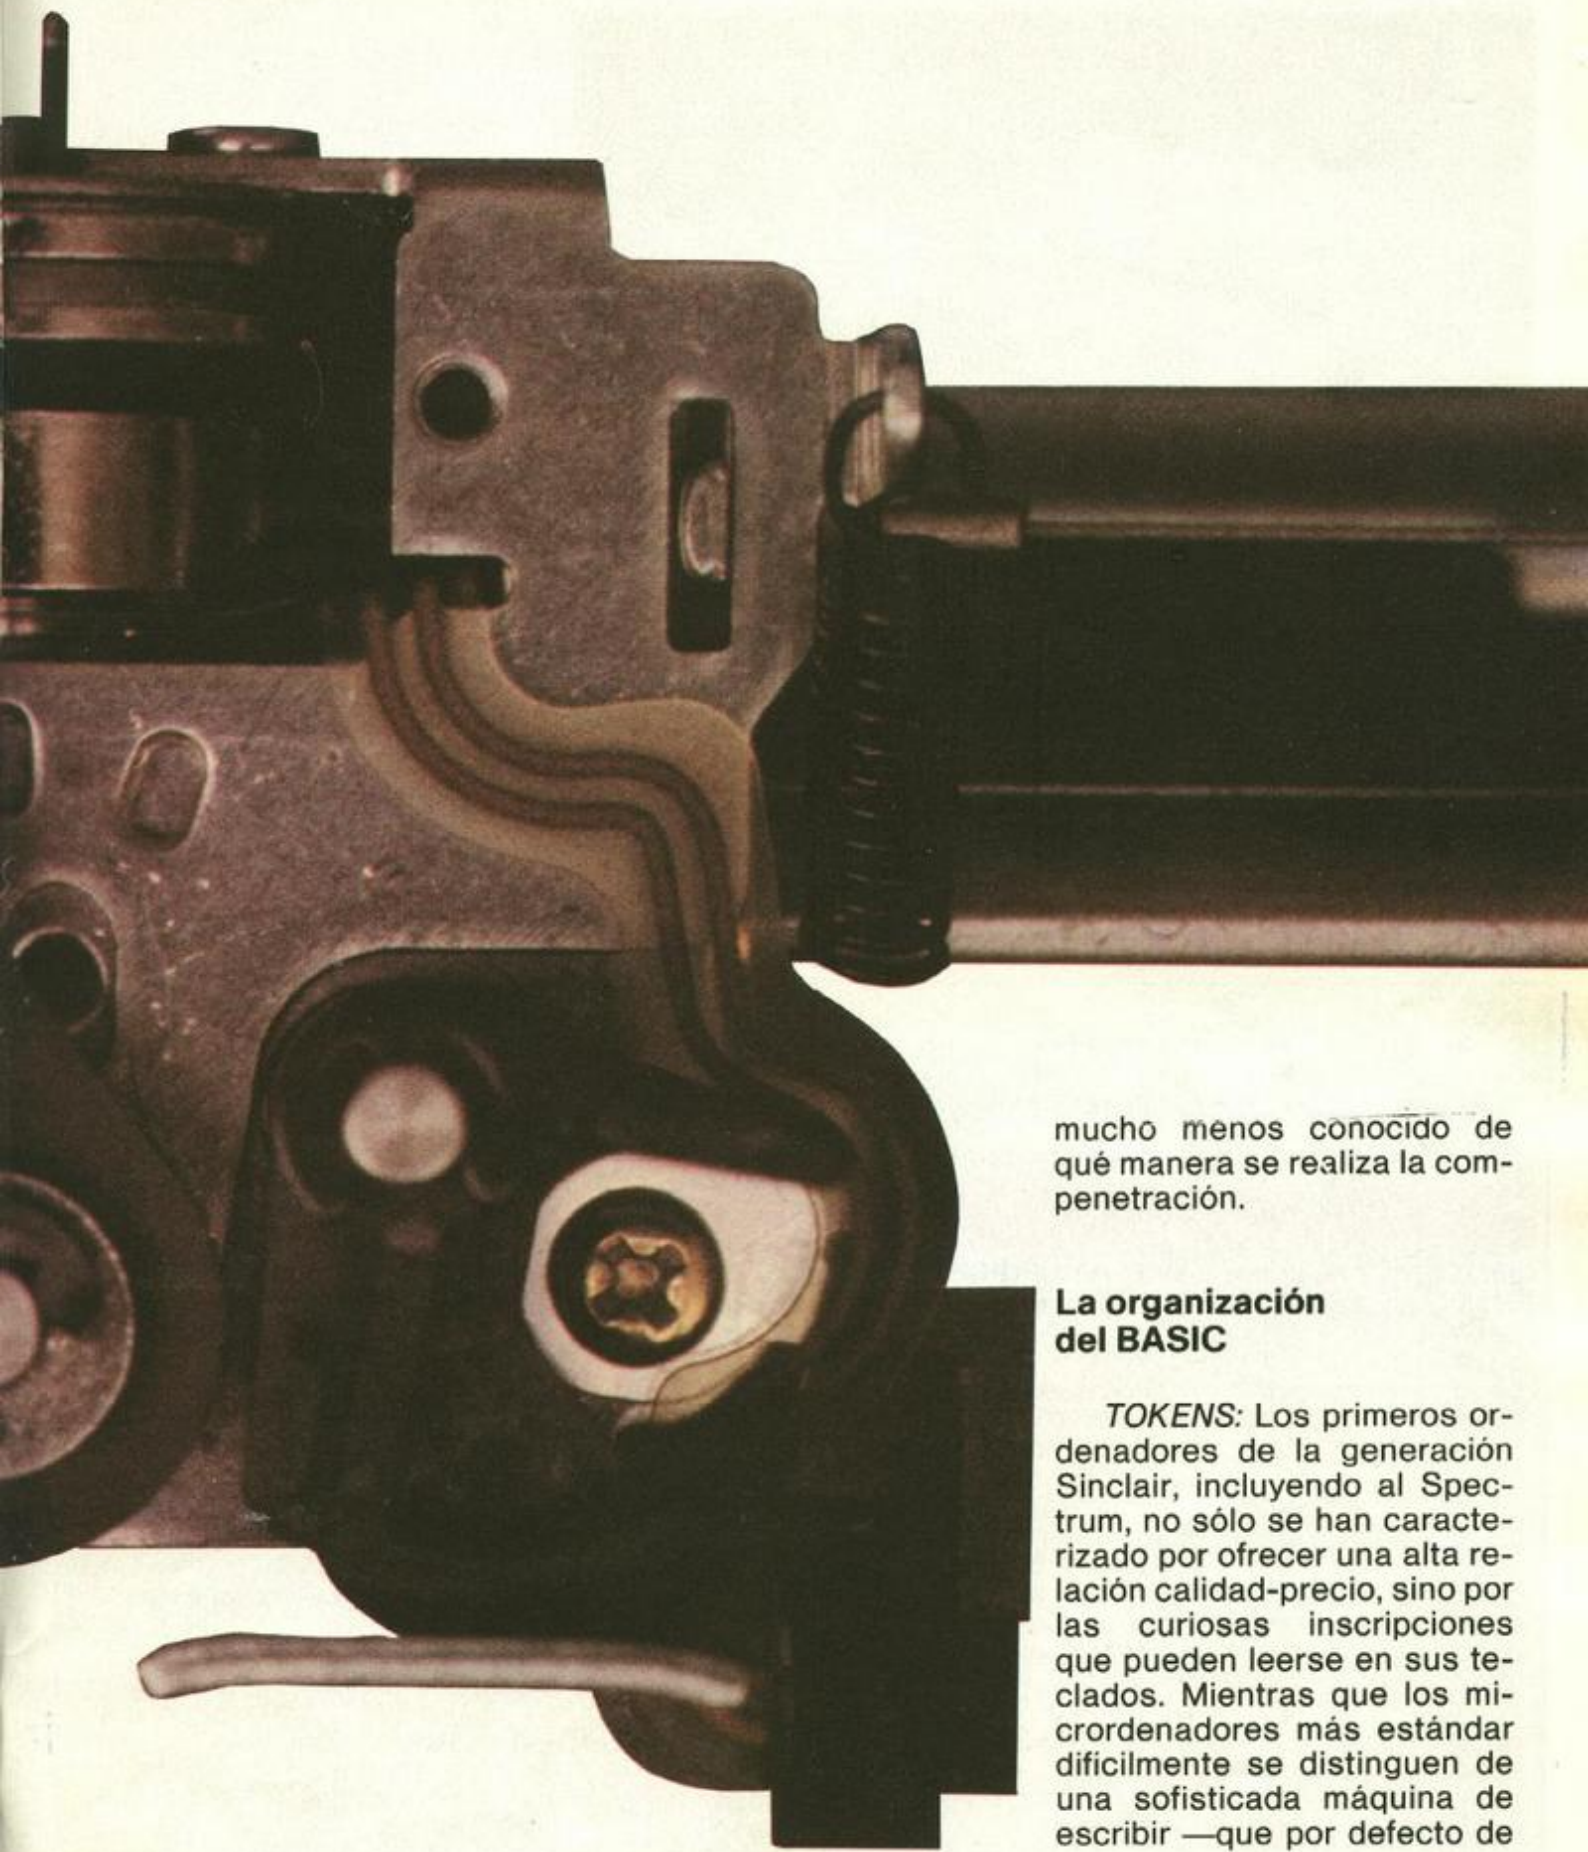 mucho menos conocido de
qué manera se realiza la com-
penetración.
La organización
del BASIC
TOKENS: Los primeros or-
denadores de la generación
Sinclair, incluyendo al Spec-
trum, no sólo se han caracte-
rizado por ofrecer una alta re-
lación calidad-precio, sino por
las curiosas inscripciones
que pueden leerse en sus te-
clados. Mientras que los mi-
crordenadores más estándar
dificilmente se distinguen de
una sofisticada máquina de
escribir —que por defecto de